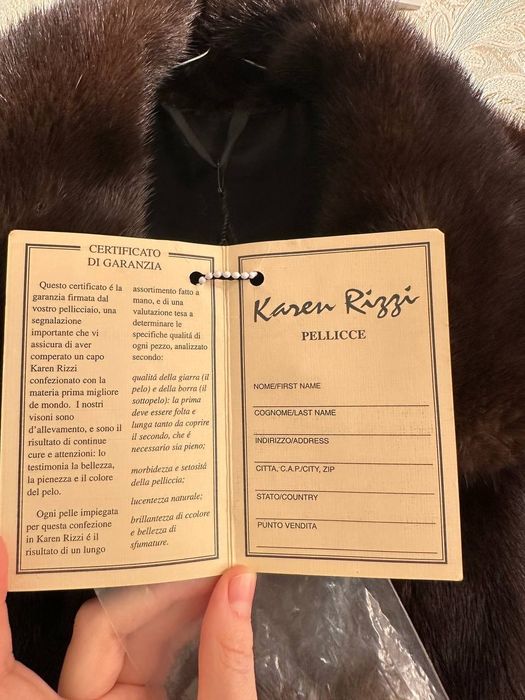 CERTIFICATO
DI GARANZIA
Questo certificato é la
garanzia firmata dal
vostro pellicciaio, una
segnalazione
importante che vi
assicura di aver
comperato un capo
Karen Rizzi
confezionato con la
materia prima migliore
de mondo. I nostri
visoni sono
d'allevamento, e sono il
risultato di continue
cure e attenzioni: lo
testimonia la bellezza,
la pienezza e il colore
del pelo.
Ogni pelle impiegata
per questa confezione
in Karen Rizzi é il
risultato di un lungo
assortimento fatto a
mano, e di una
valutazione tesa a
determinare le
specifiche qualitá di
ogni pezzo, analizzato
secondo:
qualitá della giarra (il
pelo) e della borra (il
sottopelo): la prima
deve essere folta e
lunga tanto da coprire
il secondo, che é
necessario sia pieno;
morbidezza e setositá
della pelliccia;
lucentezza naturale;
brillantezza di ccolore
e bellezza di
sfumature.
Karen Rizzi
PELLICCE
NOME/FIRST NAME
COGNOME/LAST NAME
INDIRIZZO/ADDRESS
CITTA, C.A.P./CITY, ZIP
STATO/COUNTRY
PUNTO VENDITA